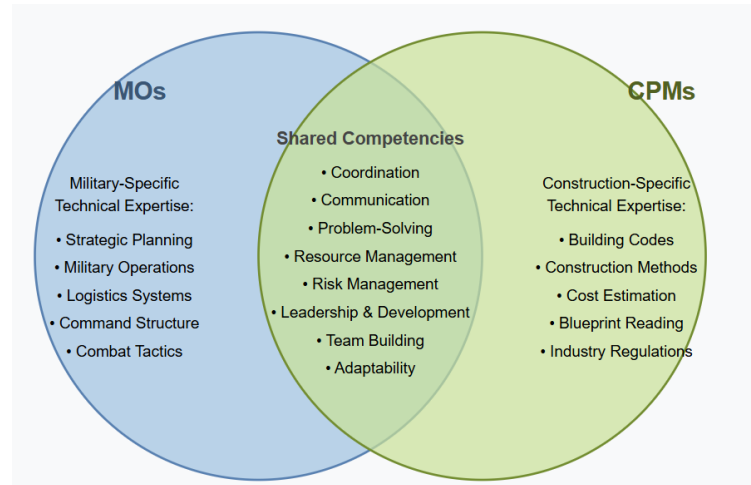 MOs
CPMs
Shared Competencies
• Coordination
• Communication
• Problem-Solving
• Resource Management
• Risk Management
• Leadership & Development
• Team Building
• Adaptability
Military-Specific
Technical Expertise:
• Strategic Planning
• Military Operations
• Logistics Systems
• Command Structure
• Combat Tactics
Construction-Specific
Technical Expertise:
• Building Codes
• Construction Methods
• Cost Estimation
• Blueprint Reading
• Industry Regulations